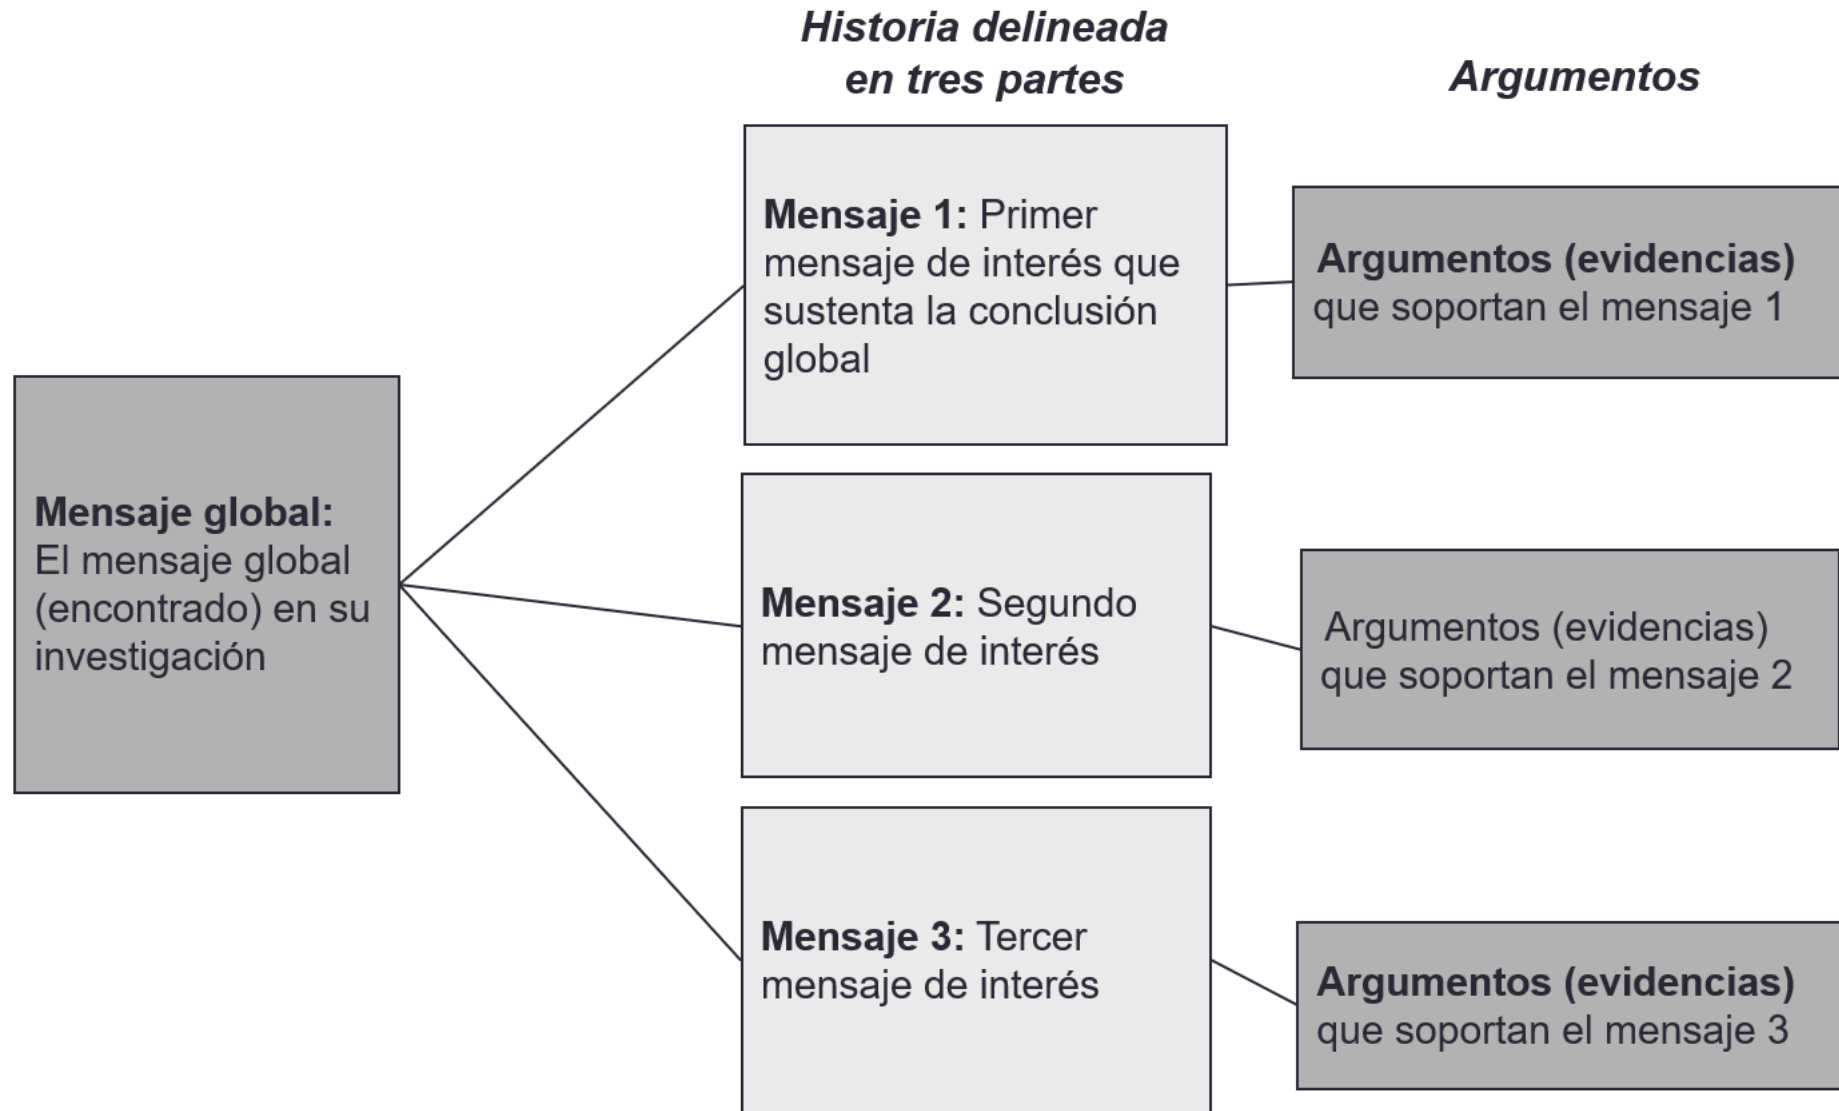 Historia delineada
en tres partes
Argumentos
Mensaje global:
El mensaje global
(encontrado) en su
investigación
Mensaje 1: Primer
mensaje de interés que
sustenta la conclusión
global
Argumentos (evidencias)
que soportan el mensaje 1
Mensaje 2: Segundo
mensaje de interés
Argumentos (evidencias)
que soportan el mensaje 2
Mensaje 3: Tercer
mensaje de interés
Argumentos (evidencias)
que soportan el mensaje 3